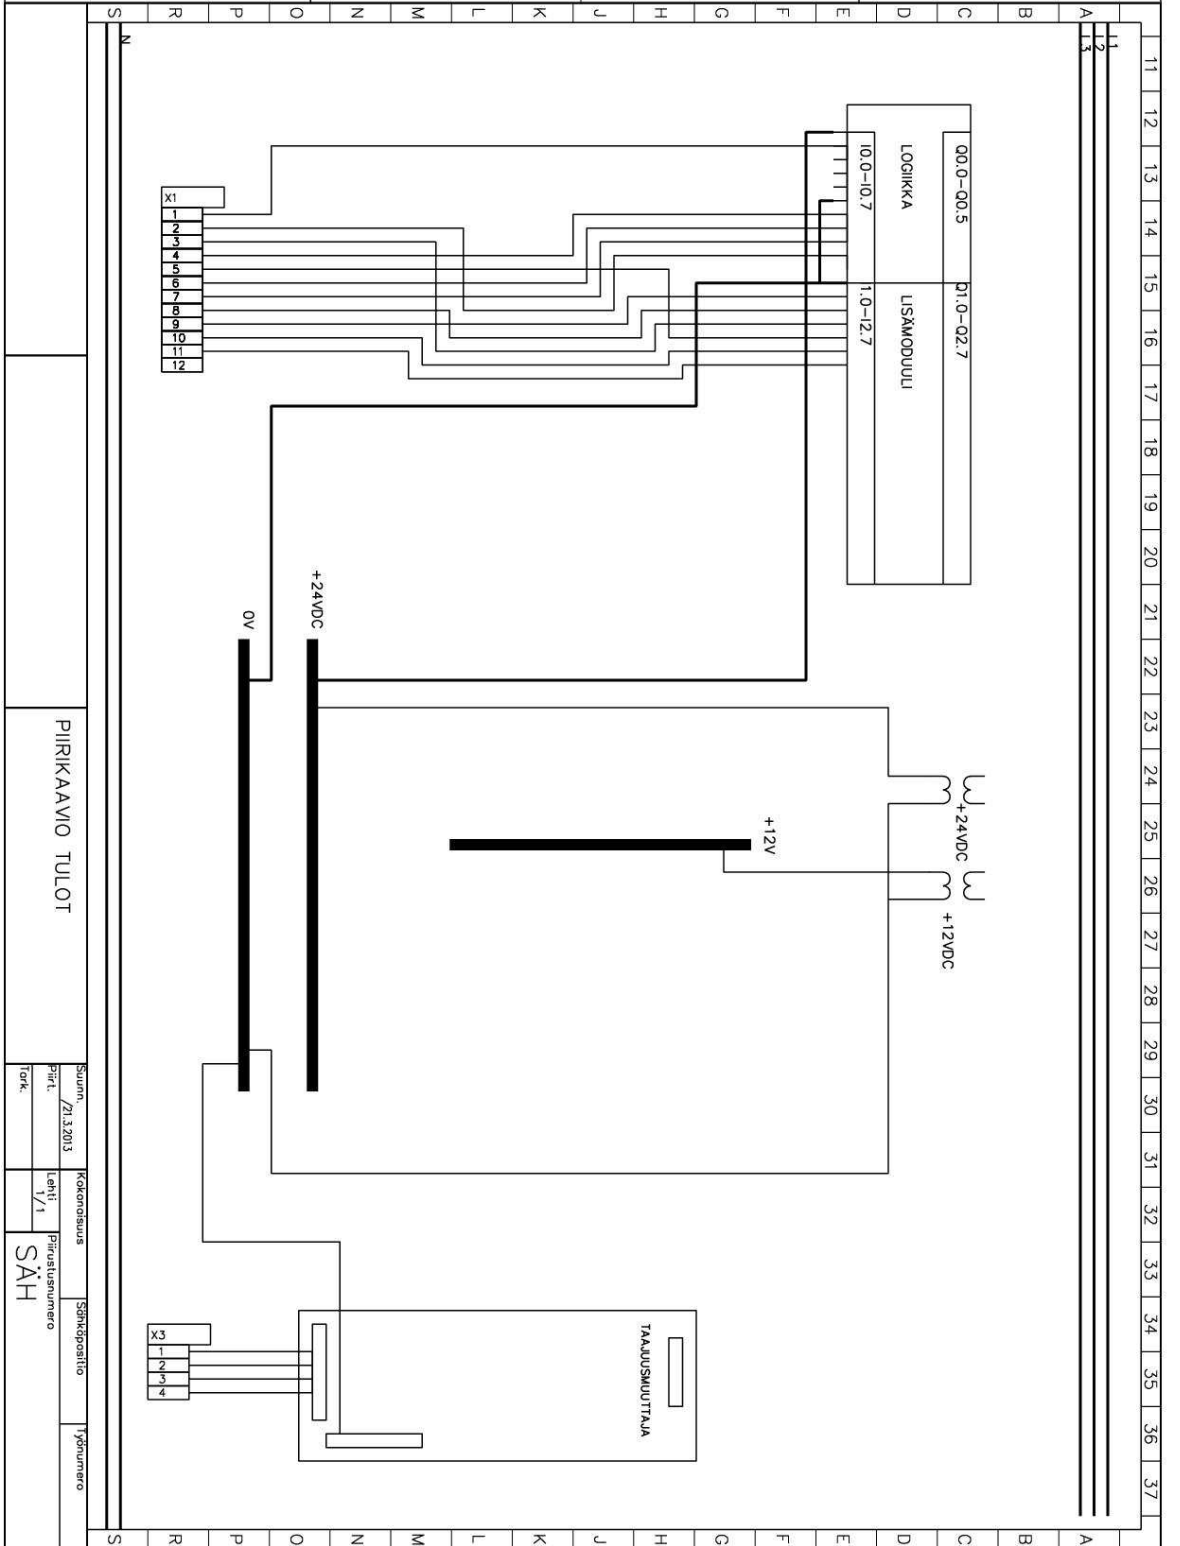 11 12 13 14 15 16 17 18 19 20 21 22 23 24 25 26 27 28 29 30 31 32 33 34 35 36 37
A
B
C
D
E
F
G
H
J
K
L
M
N
O
P
R
S
A
B
C
D
E
F
G
H
J
K
L
M
N
O
P
R
S
L1
L2
L3
Q0.0-Q0.5
Q1.0-Q2.7
LOGIIKKA
LISÄMODUULI
I0.0-I0.7
1.0-I2.7
+24VDC
+12VDC
+12V
+24VDC
0V
TAAJUUSMUUTTAJA
X1
1
2
3
4
5
6
7
8
9
10
11
12
X3
1
2
3
4
N
PIIRIKAAVIO TULOT
Suunn.
/21.3.2013
Piirt.
Tark.
Kokonaisuus
Sähköpositio
Työnumero
Lehti
1/1
Piirustusnumero
SÄH